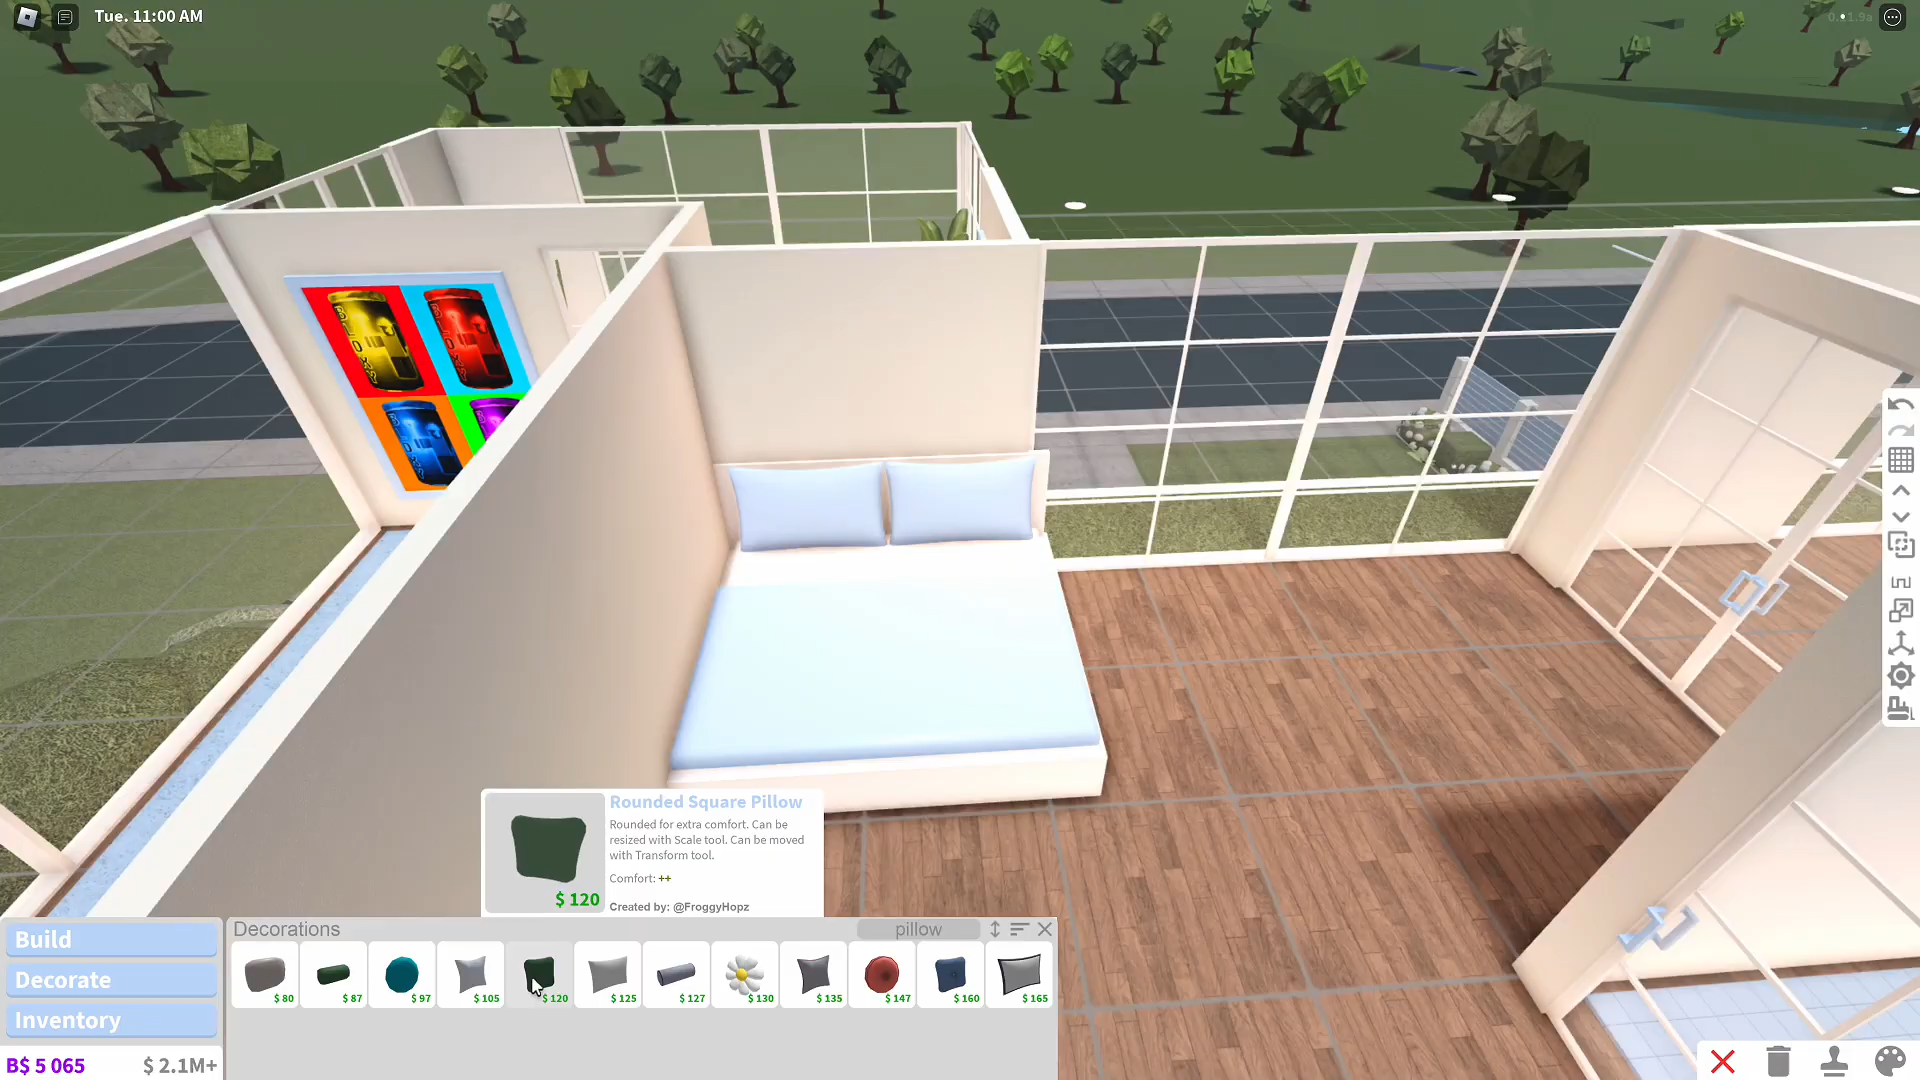 Tue. 11:00 AM
Rounded Square Pillow
Rounded for extra comfort. Can be
resized with Scale tool. Can be moved
with Transform tool.
Comfort: ++
$ 120
Created by: @FroggyHopz
Build
Decorate
Inventory
B$ 5 065
$ 2.1M+
Decorations
pillow
$ 80
$ 87
$ 97
$ 105
$ 120
$ 125
$ 127
$ 130
$ 135
$ 147
$ 160
$ 165